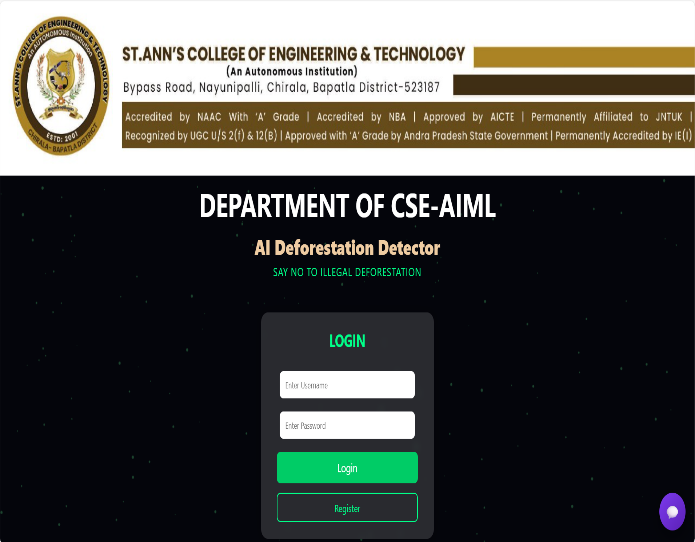 ST.ANN'S COLLEGE OF ENGINEERING & TECHNOLOGY
AN AUTONOMOUS Institution
ESTD: 2001
CHIRALA - BAPATLA DISTRICT
ST.ANN'S COLLEGE OF ENGINEERING & TECHNOLOGY
(An Autonomous Institution)
Bypass Road, Nayunipalli, Chirala, Bapatla District-523187
Accredited by NAAC With 'A' Grade | Accredited by NBA | Approved by AICTE | Permanently Affiliated to JNTUK |
Recognized by UGC U/S 2(f) & 12(B) | Approved with 'A' Grade by Andra Pradesh State Government | Permanently Accredited by IE(I)
DEPARTMENT OF CSE-AIML
AI Deforestation Detector
SAY NO TO ILLEGAL DEFORESTATION
LOGIN
Enter Username
Enter Password
Login
Register